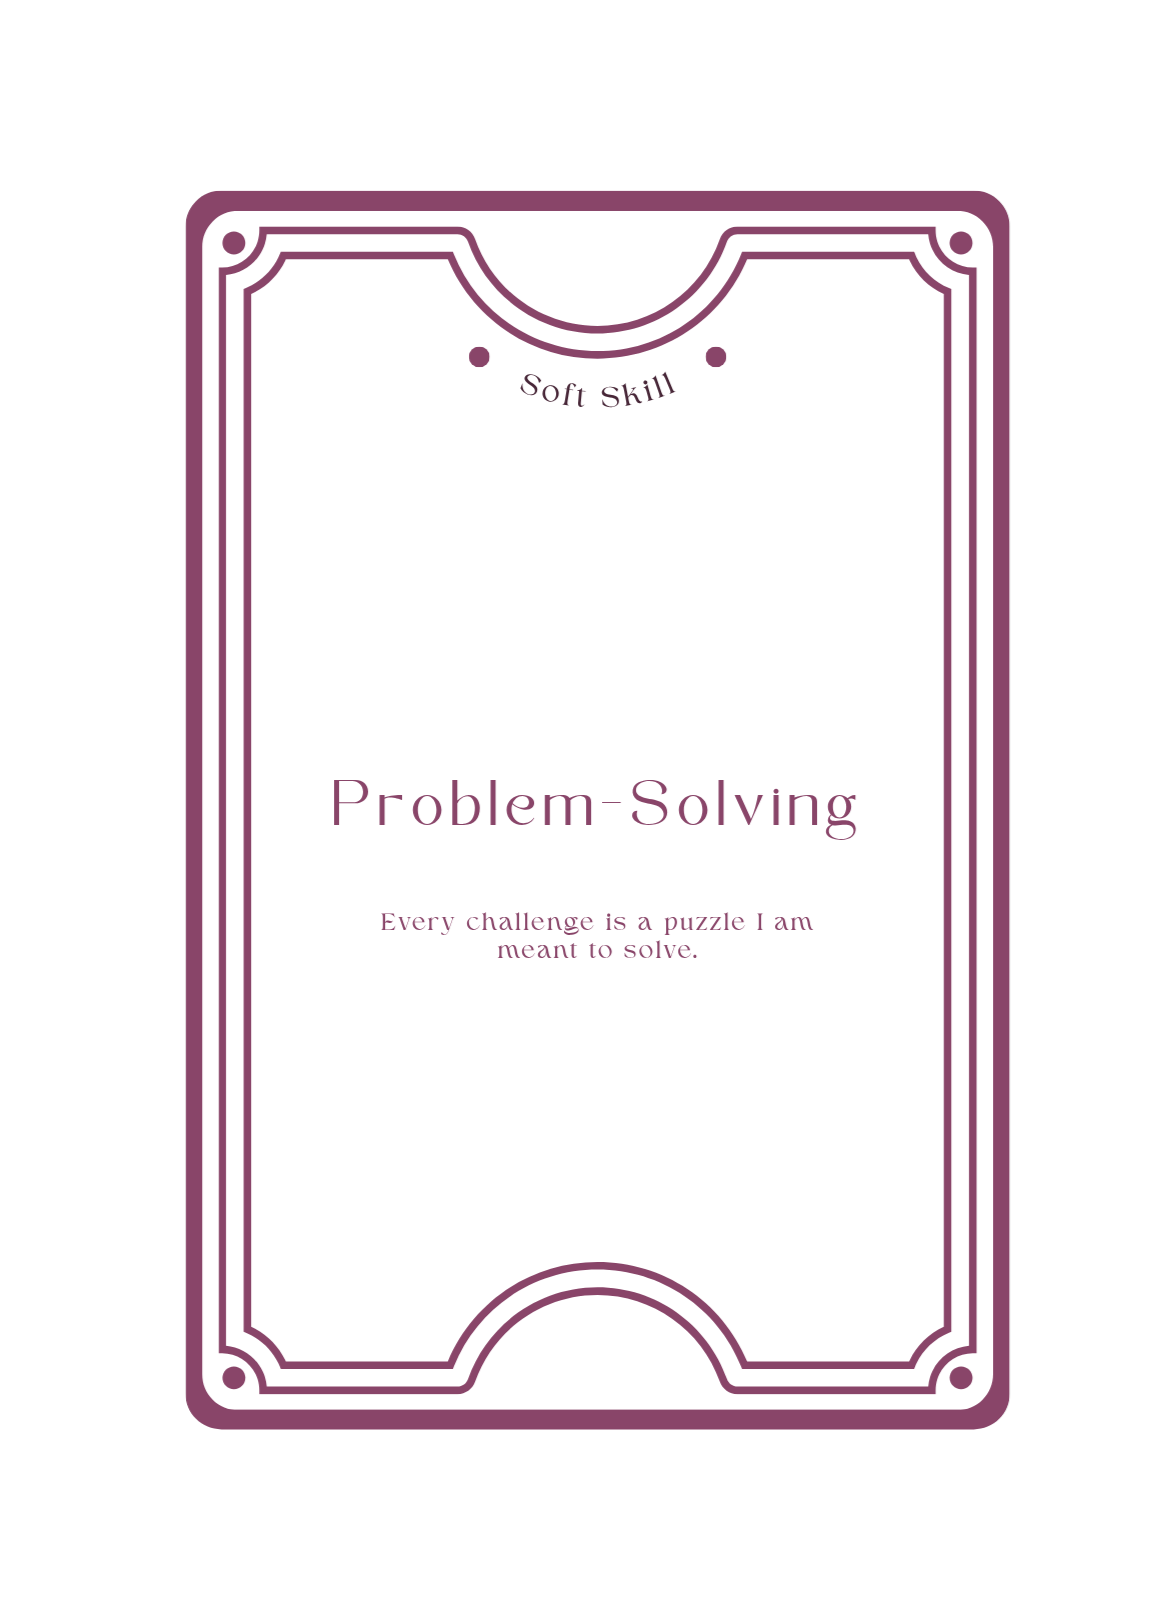 Soft Skill
Problem-Solving
Every challenge is a puzzle I am
meant to solve.